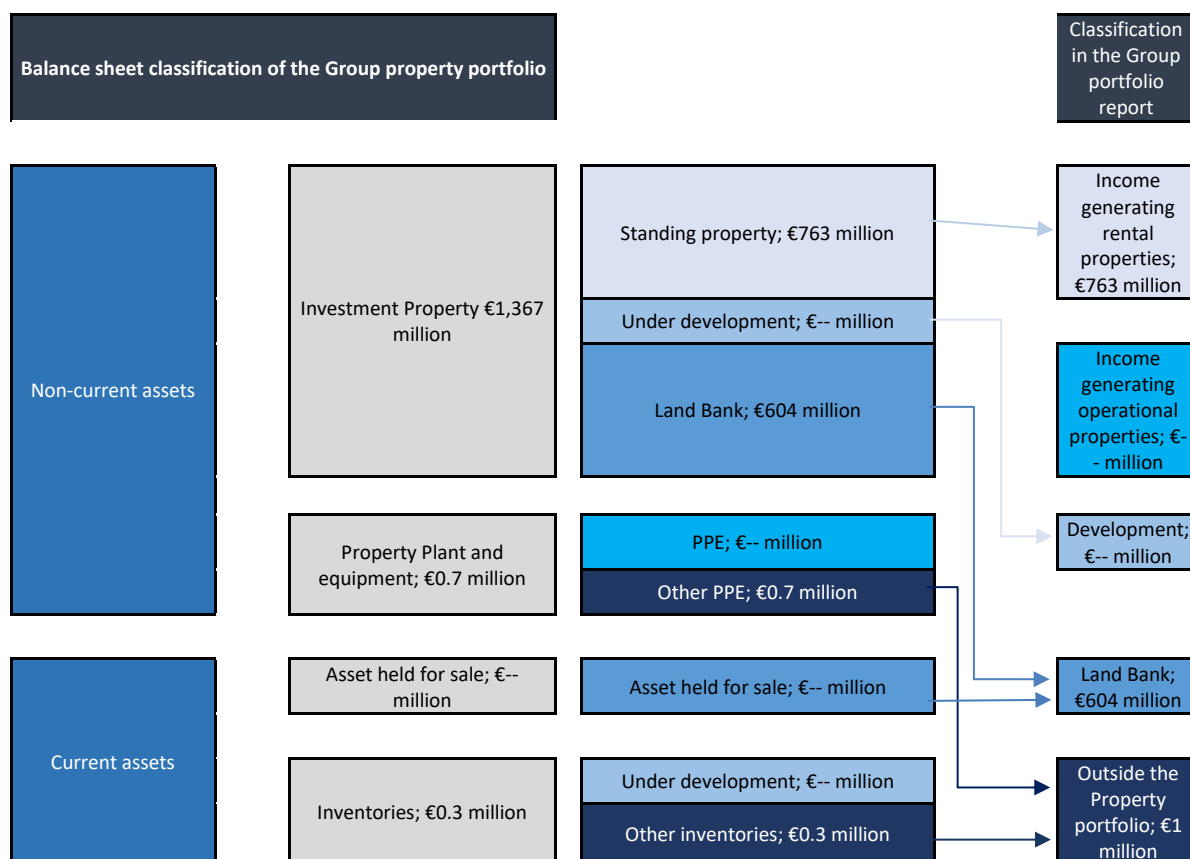 Balance sheet classification of the Group property portfolio
Classification
in the Group
portfolio
report
Non-current assets
Investment Property €1,367
million
Standing property; €763 million
Under development; €-- million
Land Bank; €604 million
Income
generating
rental
properties;
€763 million
Income
generating
operational
properties; €-
- million
Property Plant and
equipment; €0.7 million
PPE; €-- million
Other PPE; €0.7 million
Development;
€-- million
Current assets
Asset held for sale; €--
million
Asset held for sale; €-- million
Land Bank;
€604 million
Inventories; €0.3 million
Under development; €-- million
Other inventories; €0.3 million
Outside the
Property
portfolio; €1
million